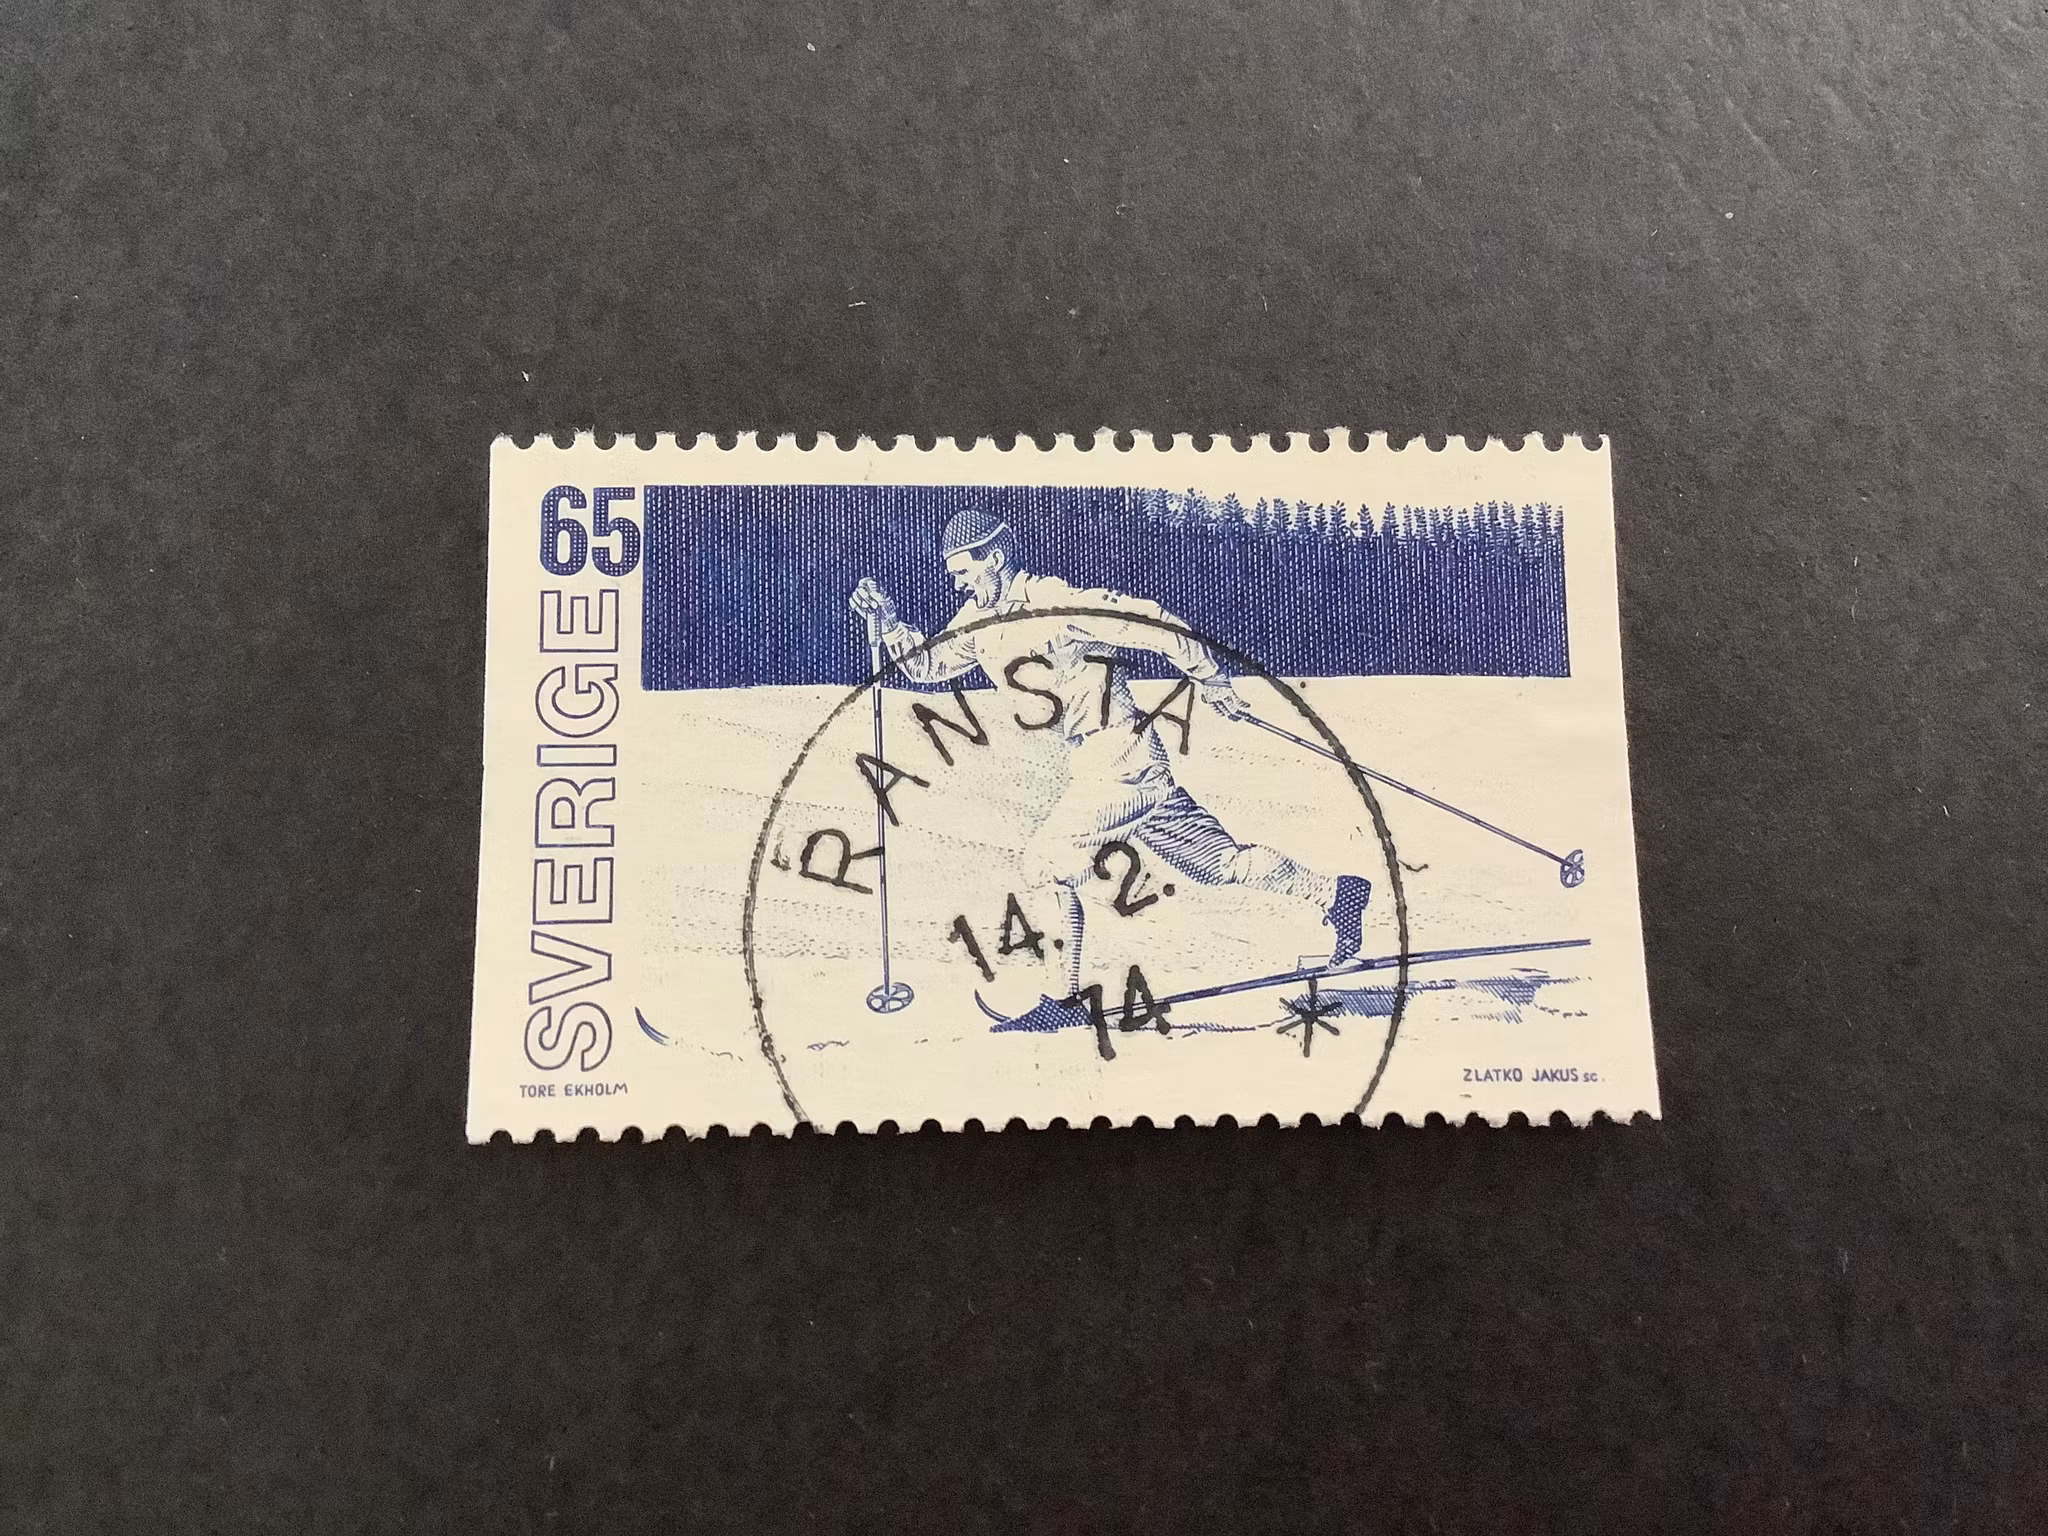 65
SVERIGE
RANSTA
14. 2.
74
*
TORE EKHOLM
ZLATKO JAKUS sc.